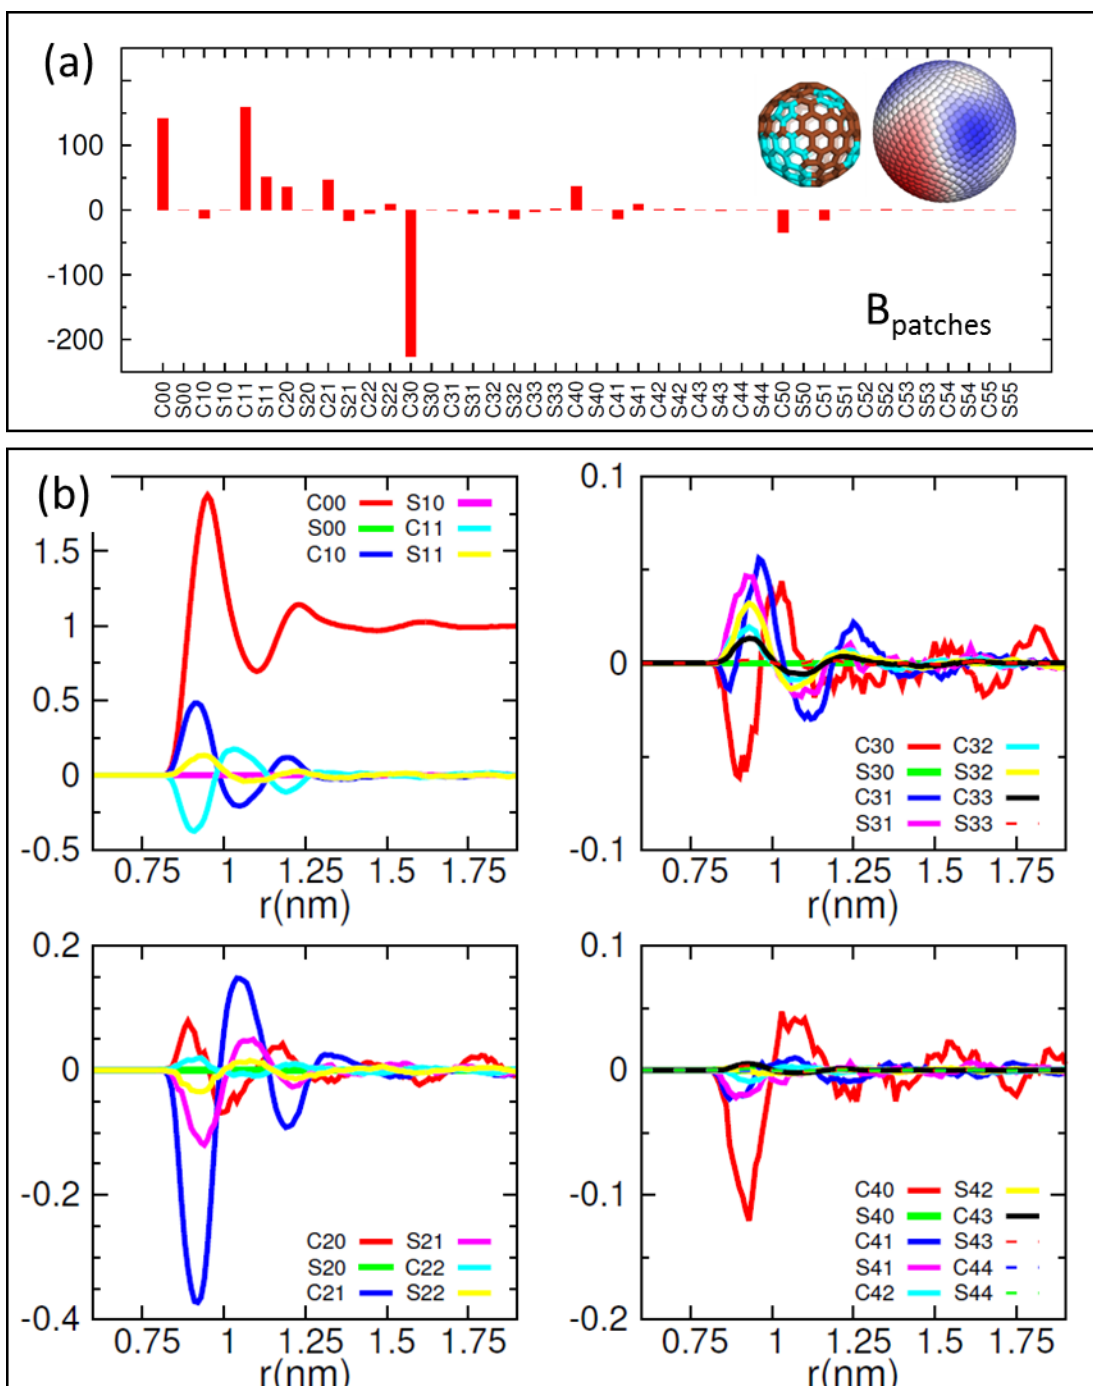 (a)
100
0
-100
-200
B patches
C00 S00 C10 S10 C11 S11 C20 S20 C21 S21 C22 S22 C30 S30 C31 S31 C32 S32 C33 S33 C40 S40 C41 S41 C42 S42 C43 S43 C44 S44 C50 S50 C51 S51 C52 S52 C53 S53 C54 S54 C55 S55
(b)
1.5
1
0.5
0
-0.5
C00 S10
S00 C11
C10 S11
0.75 1 1.25 1.5 1.75
r(nm)
0.1
0
-0.1
C30 C32
S30 S32
C31 C33
S31 S33
0.75 1 1.25 1.5 1.75
r(nm)
0.2
0
-0.2
-0.4
C20 S21
S20 C22
C21 S22
0.75 1 1.25 1.5 1.75
r(nm)
0.1
0
-0.1
-0.2
C40 S42
S40 C43
C41 S43
S41 C44
C42 S44
0.75 1 1.25 1.5 1.75
r(nm)